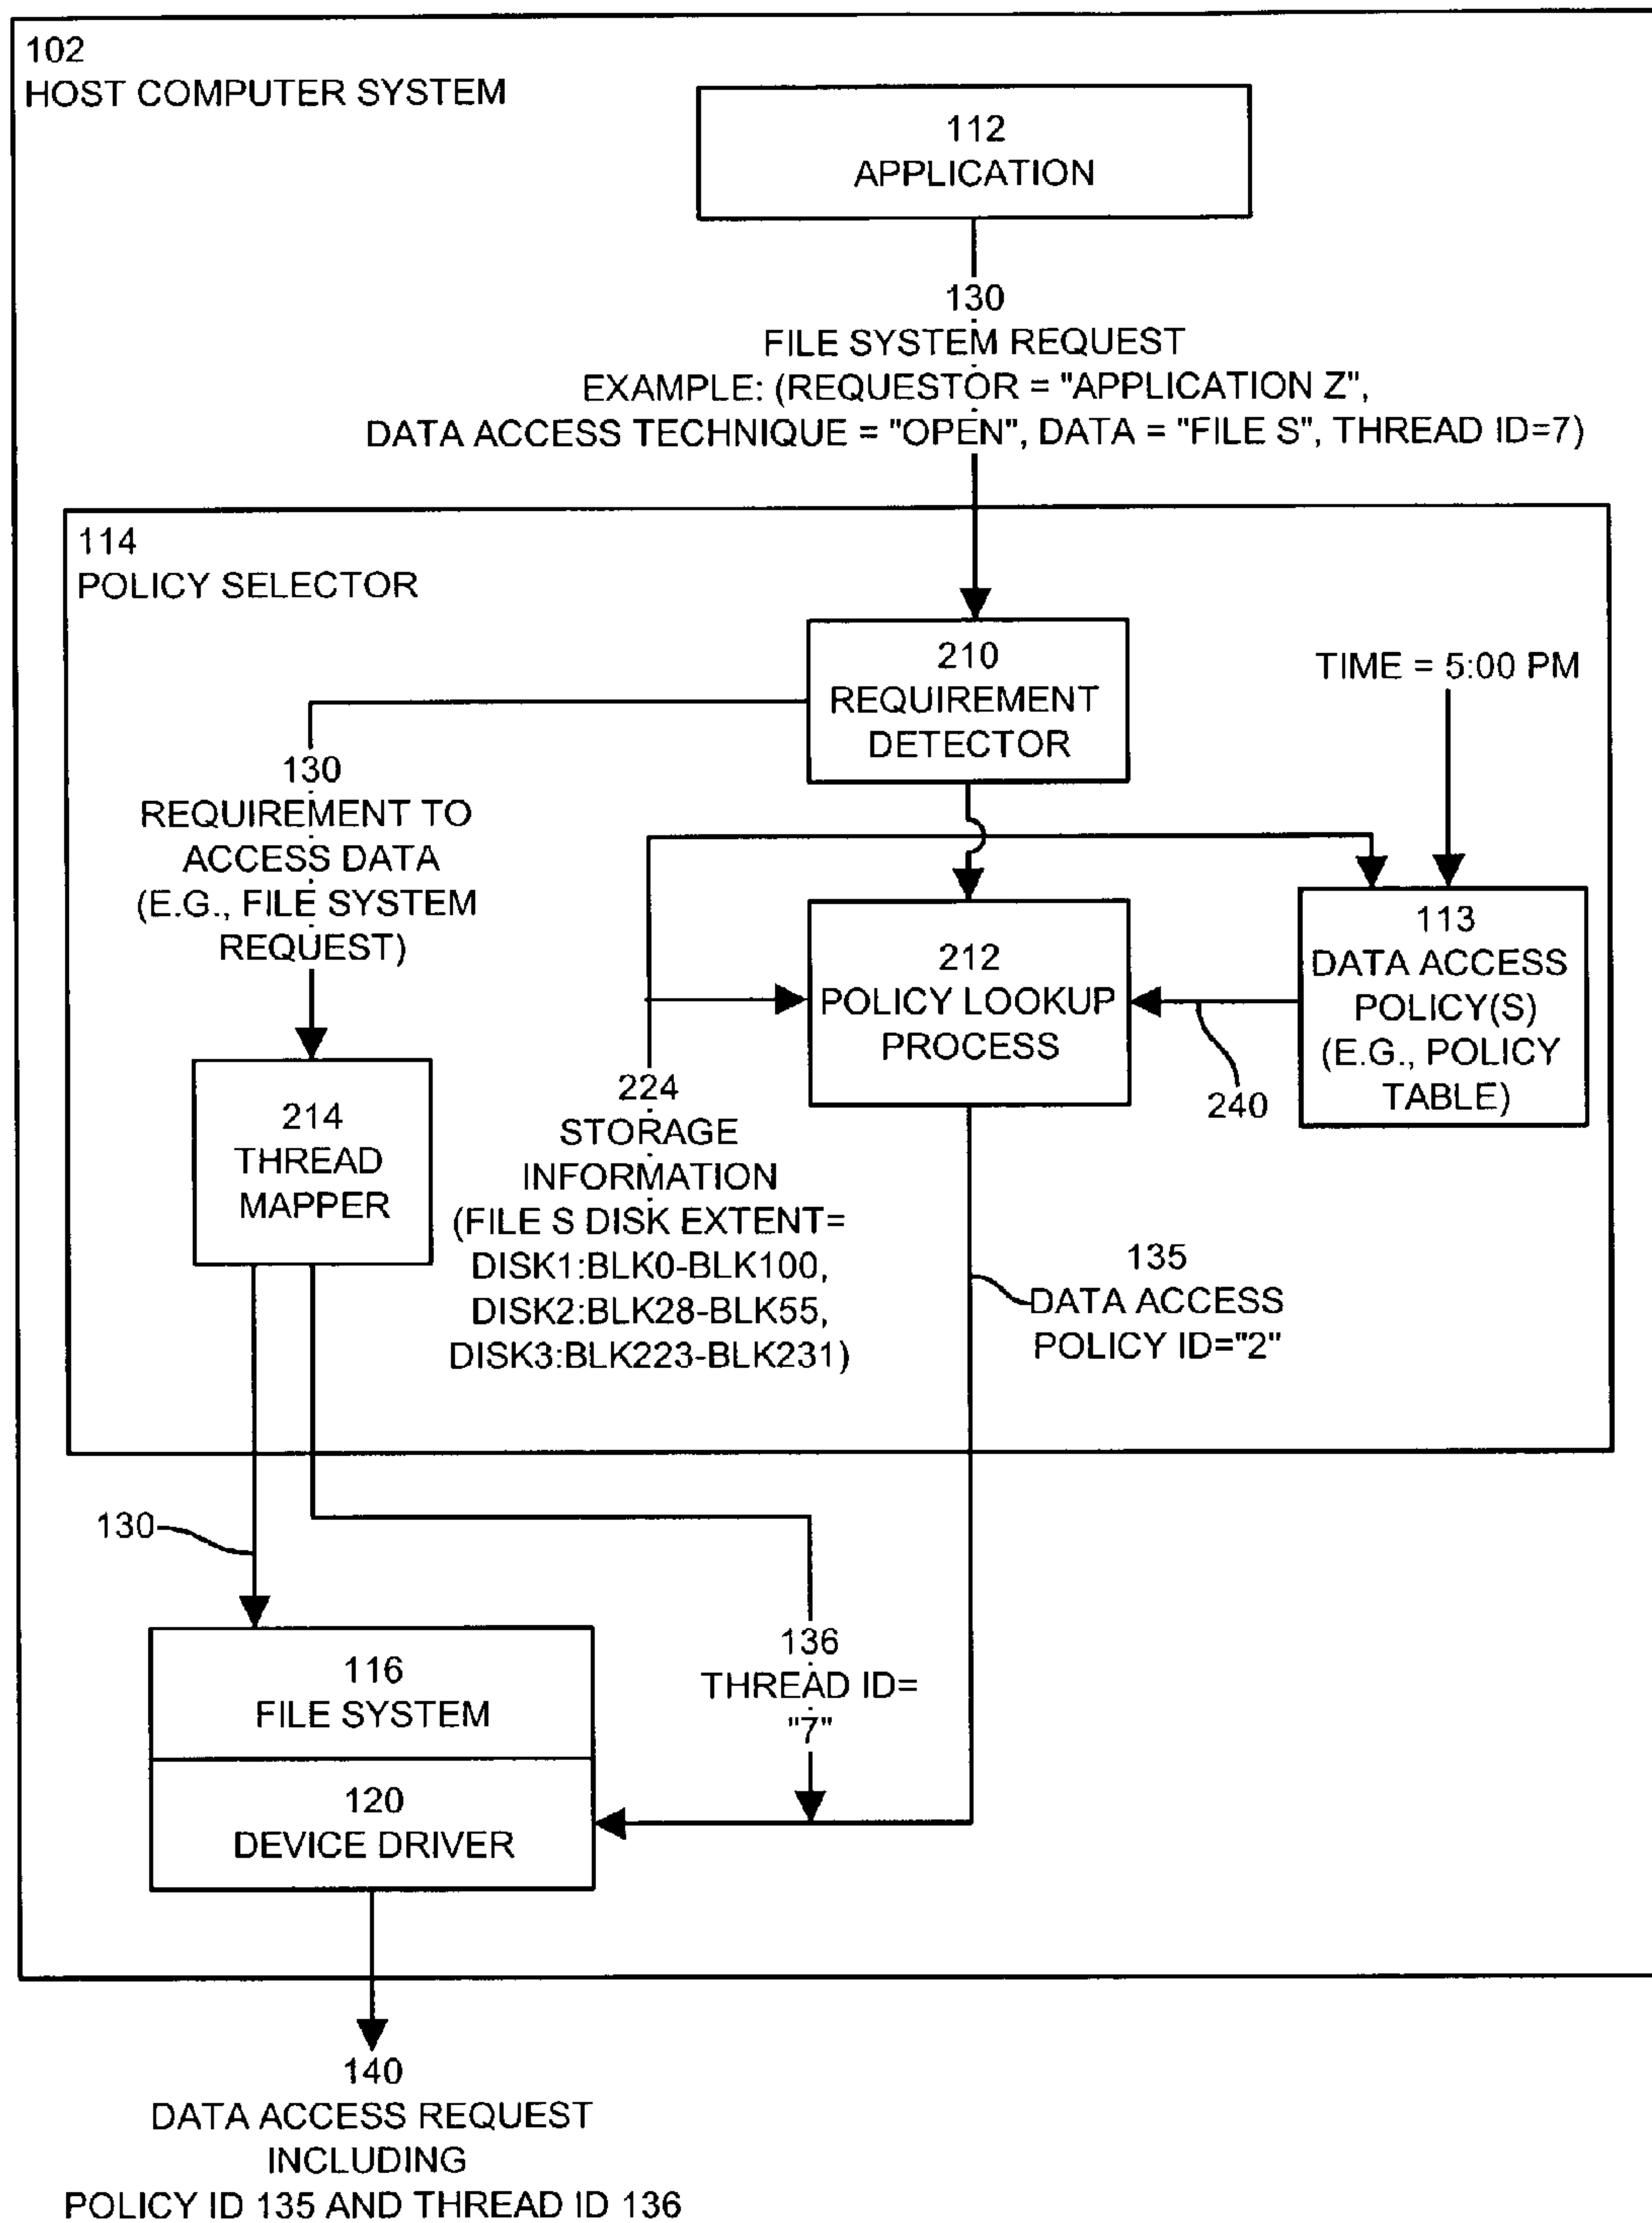 102
HOST COMPUTER SYSTEM
112
APPLICATION
130
FILE SYSTEM REQUEST
EXAMPLE: (REQUESTOR = "APPLICATION Z",
DATA ACCESS TECHNIQUE = "OPEN", DATA = "FILE S", THREAD ID=7)
114
POLICY SELECTOR
210
REQUIREMENT
DETECTOR
TIME = 5:00 PM
130
REQUIREMENT TO
ACCESS DATA
(E.G., FILE SYSTEM
REQUEST)
212
POLICY LOOKUP
PROCESS
113
DATA ACCESS
POLICY(S)
(E.G., POLICY
TABLE)
240
214
THREAD
MAPPER
224
STORAGE
INFORMATION
(FILE S DISK EXTENT=
DISK1:BLK0-BLK100,
DISK2:BLK28-BLK55,
DISK3:BLK223-BLK231)
135
DATA ACCESS
POLICY ID="2"
130
136
THREAD ID=
"7"
116
FILE SYSTEM
120
DEVICE DRIVER
140
DATA ACCESS REQUEST
INCLUDING
POLICY ID 135 AND THREAD ID 136